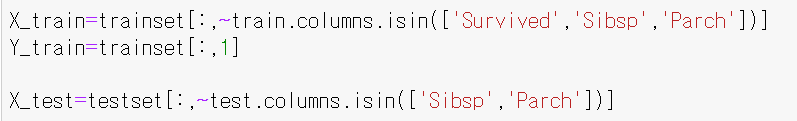 X_train=trainset[:,~train.columns.isin(['Survived','Sibsp','Parch'])]
Y_train=trainset[:,1]
X_test=testset[:,~test.columns.isin(['Sibsp','Parch'])]